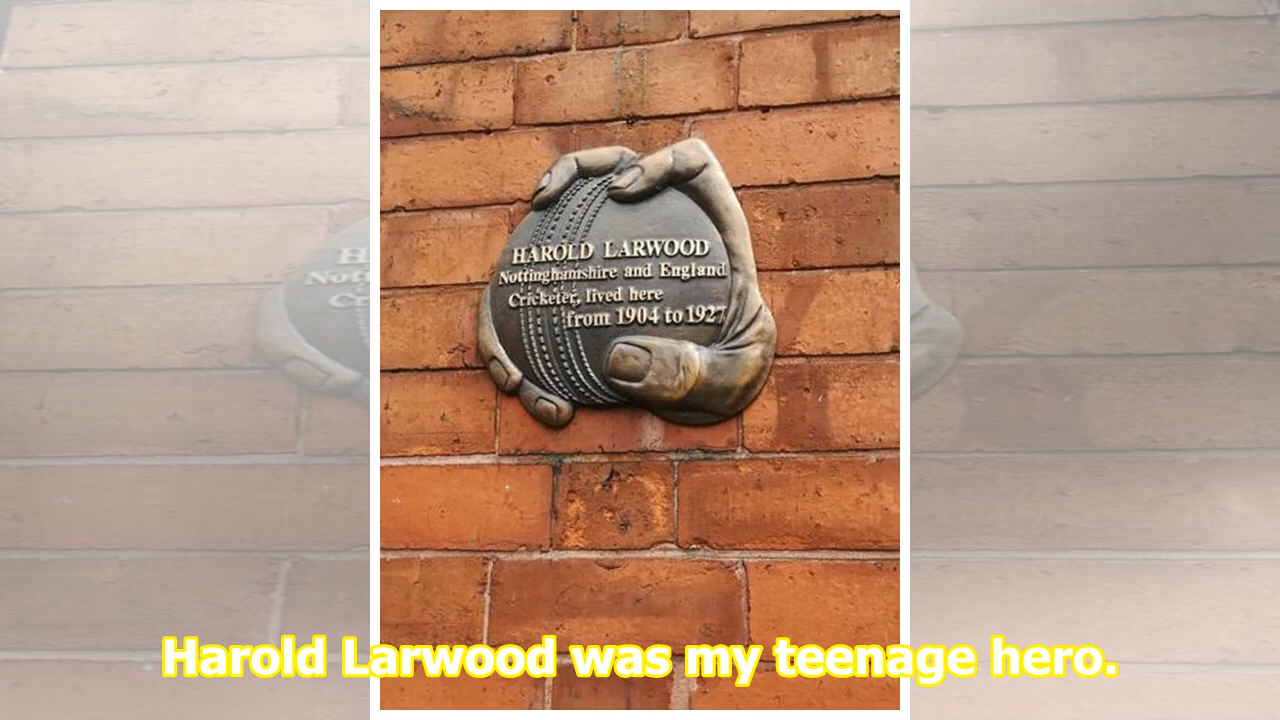 HAROLD LARWOOD
Nottinghamshire and England
Cricketer, lived here
from 1904 to 1927
Harold Larwood was my teenage hero.